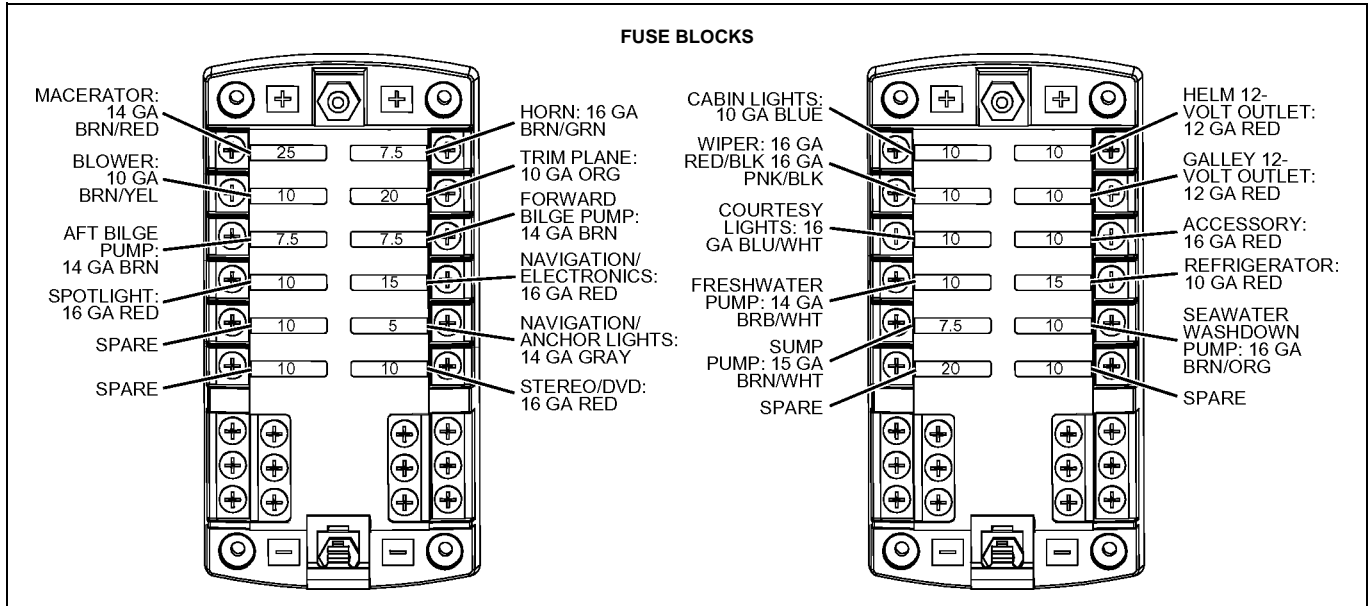 FUSE BLOCKS
MACERATOR:
14 GA
BRN/RED
BLOWER:
10 GA
BRN/YEL
AFT BILGE
PUMP:
14 GA BRN
SPOTLIGHT:
16 GA RED
SPARE
SPARE
+ +
25 7.5
10 20
7.5 7.5
10 15
10 5
10 10
- -
HORN: 16 GA
BRN/GRN
TRIM PLANE:
10 GA ORG
FORWARD
BILGE PUMP:
14 GA BRN
NAVIGATION/
ELECTRONICS:
16 GA RED
NAVIGATION/
ANCHOR LIGHTS:
14 GA GRAY
STEREO/DVD:
16 GA RED
CABIN LIGHTS:
10 GA BLUE
WIPER: 16 GA
RED/BLK 16 GA
PNK/BLK
COURTESY
LIGHTS: 16
GA BLU/WHT
FRESHWATER
PUMP: 14 GA
BRB/WHT
SUMP
PUMP: 15 GA
BRN/WHT
SPARE
+ +
10 10
10 10
10 10
10 15
7.5 10
20 10
- -
HELM 12-
VOLT OUTLET:
12 GA RED
GALLEY 12-
VOLT OUTLET:
12 GA RED
ACCESSORY:
16 GA RED
REFRIGERATOR:
10 GA RED
SEAWATER
WASHDOWN
PUMP: 16 GA
BRN/ORG
SPARE